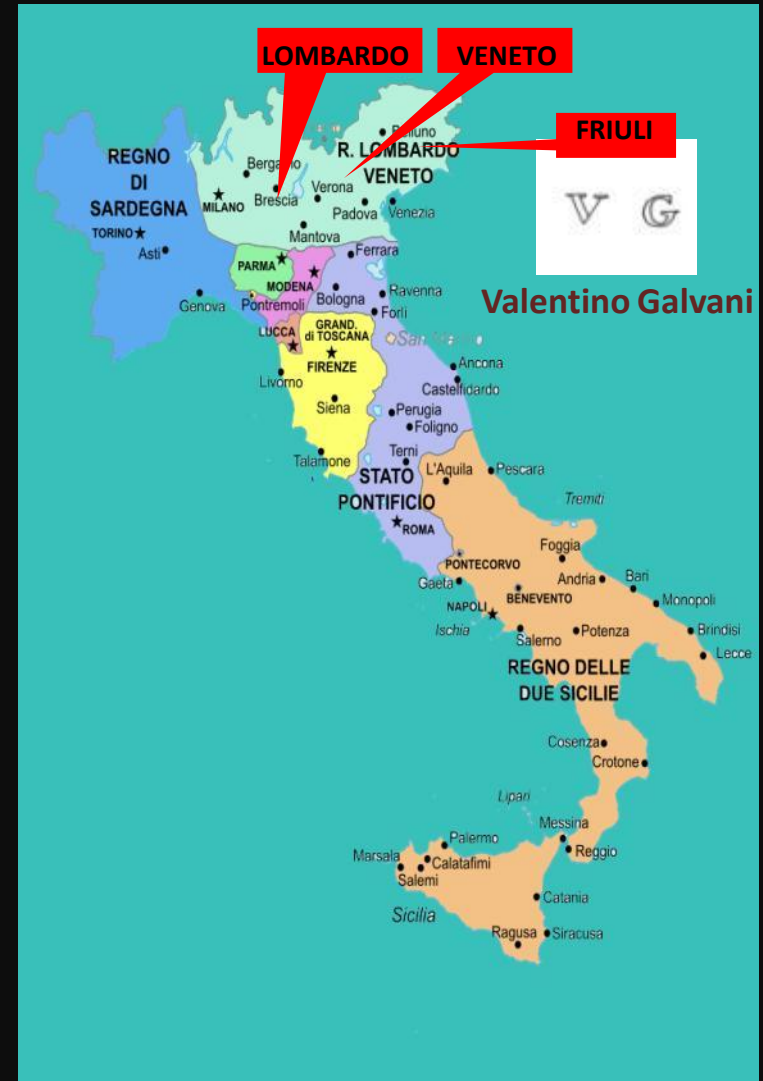 LOMBARDO
VENETO
FRIULI
V G
Valentino Galvani
Belluno
REGNO
DI
SARDEGNA
R. LOMBARDO
VENETO
Bergamo
Brescia
Verona
MILANO
Padova
Venezia
TORINO
Asti
Mantova
Ferrara
PARMA
MODENA
Genova
Pontremoli
Bologna
Ravenna
Forlì
LUCCA
GRAND.
di TOSCANA
San Marino
FIRENZE
Ancona
Livorno
Castelfidardo
Siena
Perugia
Foligno
Talamone
Terni
L'Aquila
Pescara
STATO
PONTIFICIO
ROMA
Tremiti
Foggia
PONTECORVO
Gaeta
Andria
Bari
BENEVENTO
Monopoli
NAPOLI
Ischia
Salerno
Potenza
Brindisi
Lecce
REGNO DELLE
DUE SICILIE
Cosenza
Crotone
Lipari
Messina
Palermo
Reggio
Marsala
Calatafimi
Salemi
Catania
Sicilia
Ragusa
Siracusa